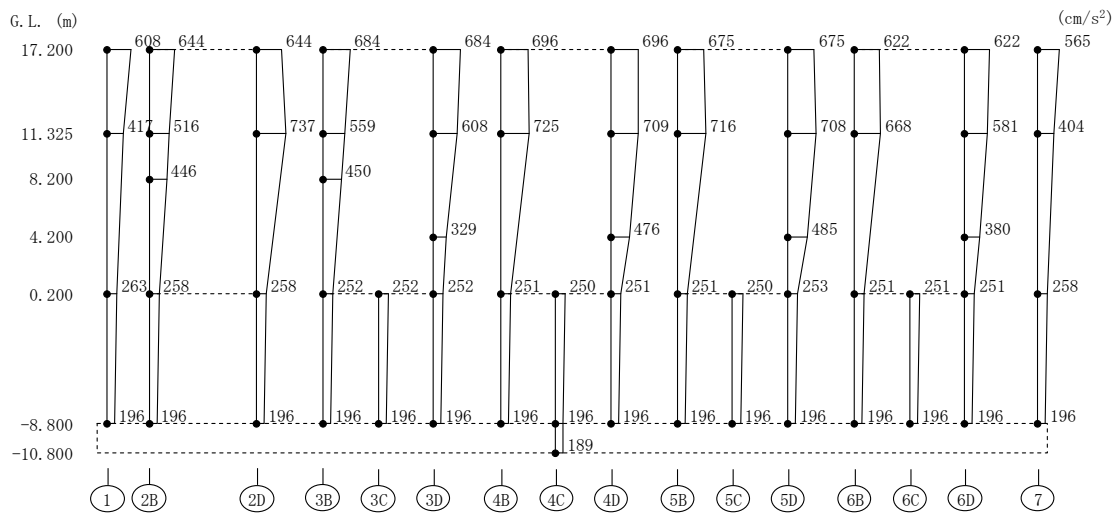 G.L. (m) (cm/s²)
17.200 608 644 644 684 684 696 696 675 675 622 622 565
11.325 417 516 737 559 608 725 709 716 708 668 581 404
8.200 446 450
4.200 329 476 485 380
0.200 263 258 258 252 252 252 251 250 251 251 250 253 251 251 251 258
-8.800 196 196 196 196 196 196 196 196 196 196 196 196 196 196 196 196
-10.800 189
1 2B 2D 3B 3C 3D 4B 4C 4D 5B 5C 5D 6B 6C 6D 7